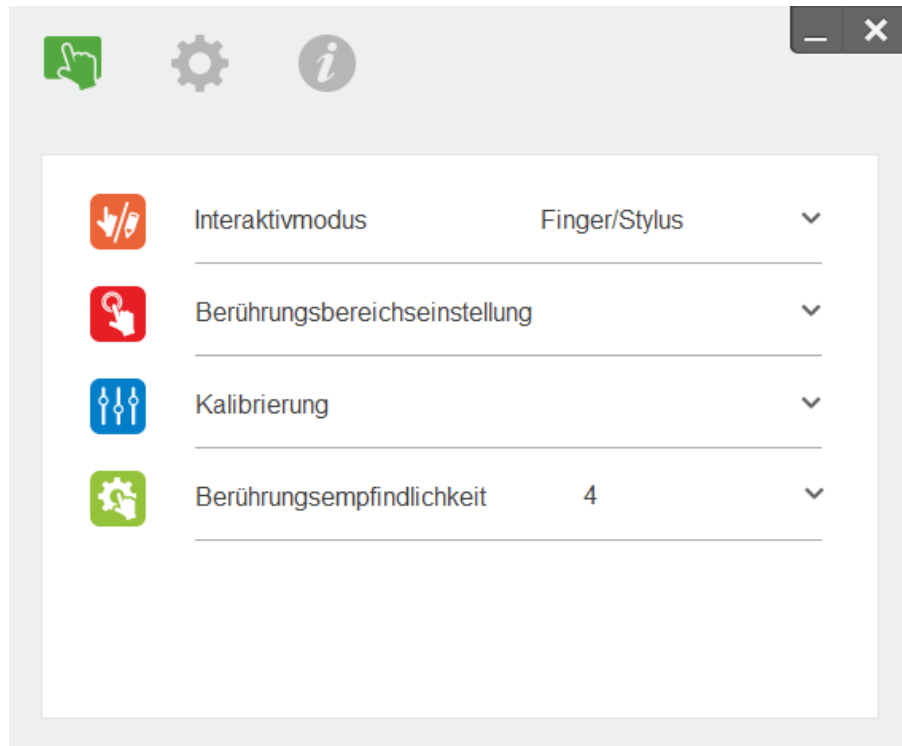 Interaktivmodus Finger/Stylus
Berührungsbereichseinstellung
Kalibrierung
Berührungsempfindlichkeit 4